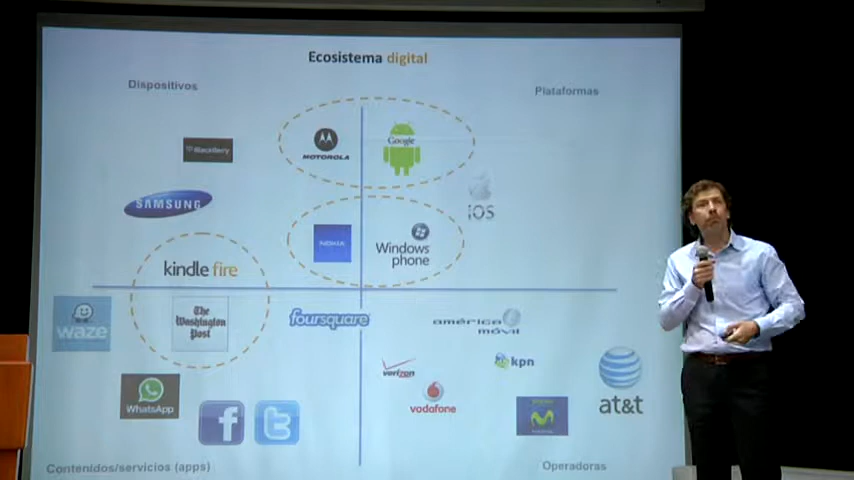 Ecosistema digital
Dispositivos
Plataformas
MOTOROLA
Google
BlackBerry
SAMSUNG
iOS
NOKIA
Windows
phone
kindle fire
waze
The
Washington
Post
foursquare
américa
móvil
verizon
kpn
WhatsApp
vodafone
at&t
f
t
Contenidos/servicios (apps)
Operadoras